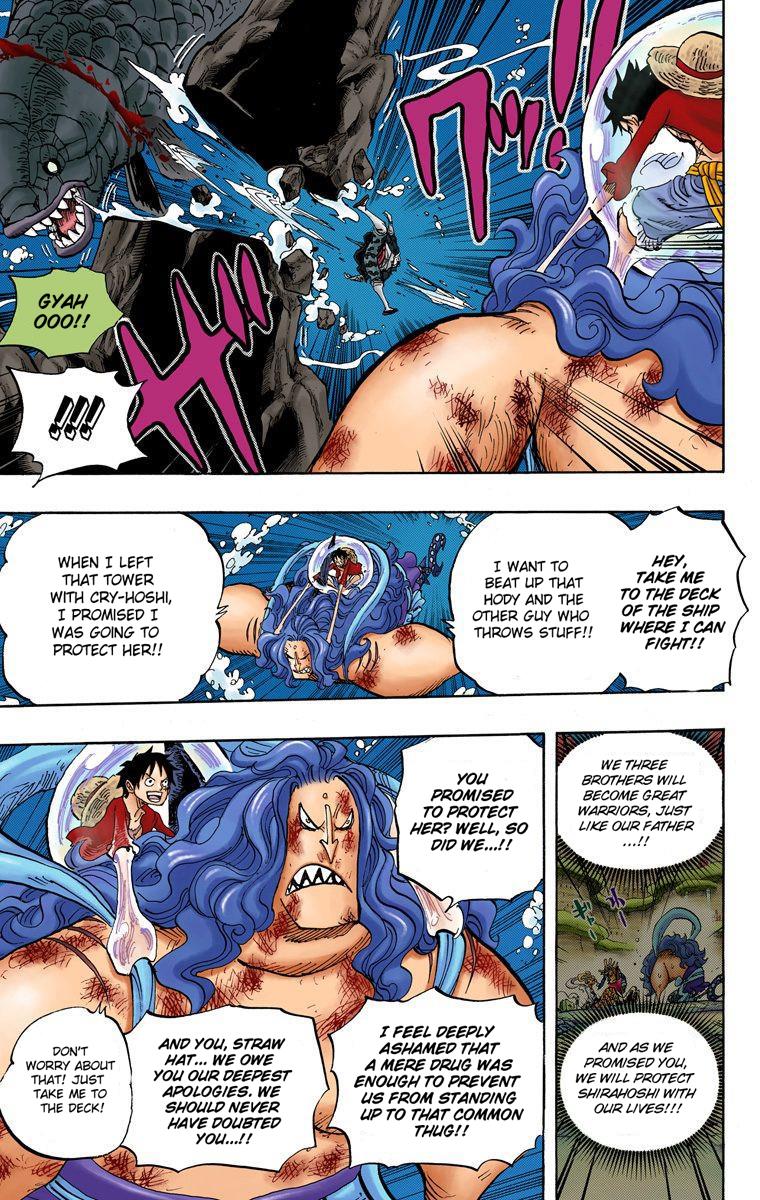 ワッ!!
GYAH
OOO!!
!!!!
ザ
HEY,
TAKE ME
TO THE DECK
OF THE SHIP
WHERE I CAN
FIGHT!!
I WANT TO
BEAT UP THAT
HODY AND THE
OTHER GUY WHO
THROWS STUFF!!
WHEN I LEFT
THAT TOWER
WITH CRY-HOSHI,
I PROMISED I
WAS GOING TO
PROTECT HER!!
WE THREE
BROTHERS WILL
BECOME GREAT
WARRIORS, JUST
LIKE OUR FATHER
...!!
AND AS WE
PROMISED YOU,
WE WILL PROTECT
SHIRAHOSHI WITH
OUR LIVES!!!
YOU
PROMISED
TO PROTECT
HER? WELL, SO
DID WE...!!
I FEEL DEEPLY
ASHAMED THAT
A MERE DRUG WAS
ENOUGH TO PREVENT
US FROM STANDING
UP TO THAT COMMON
THUG!!
AND YOU, STRAW
HAT... WE OWE
YOU OUR DEEPEST
APOLOGIES. WE
SHOULD NEVER
HAVE DOUBTED
YOU...!!
DON'T
WORRY ABOUT
THAT! JUST
TAKE ME TO
THE DECK!